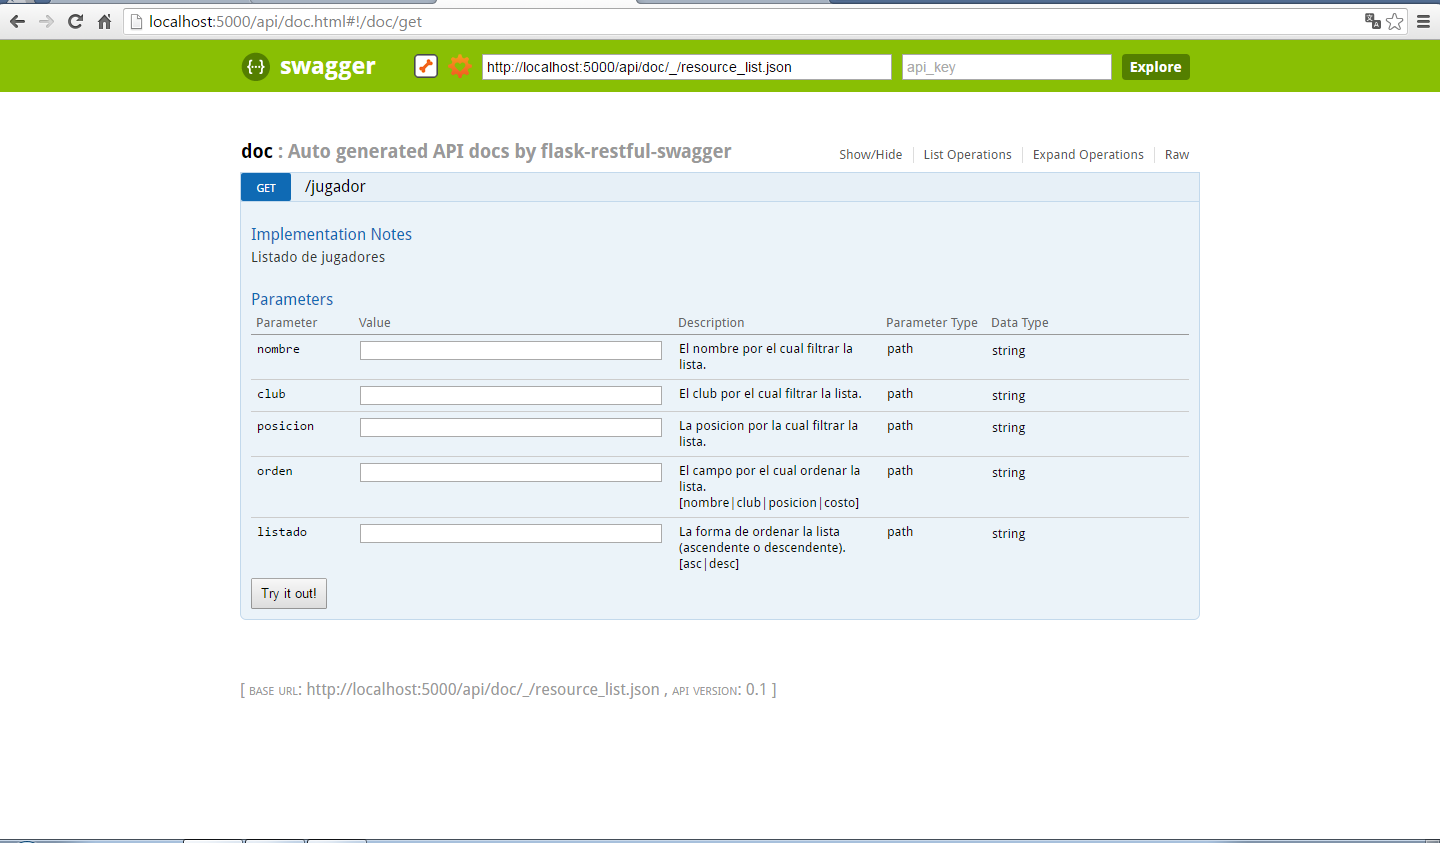 localhost:5000/api/doc.html#!/doc/get
{···} swagger
http://localhost:5000/api/doc/_/resource_list.json
api_key
Explore
doc : Auto generated API docs by flask-restful-swagger
Show/Hide
List Operations
Expand Operations
Raw
GET /jugador
Implementation Notes
Listado de jugadores
Parameters
Parameter Value Description Parameter Type Data Type
nombre El nombre por el cual filtrar la path string
lista.
club El club por el cual filtrar la lista. path string
posicion La posicion por la cual filtrar la path string
lista.
orden El campo por el cual ordenar la path string
lista.
[nombre|club|posicion|costo]
listado La forma de ordenar la lista path string
(ascendente o descendente).
[asc|desc]
Try it out!
[ BASE URL: http://localhost:5000/api/doc/_/resource_list.json , API VERSION: 0.1 ]